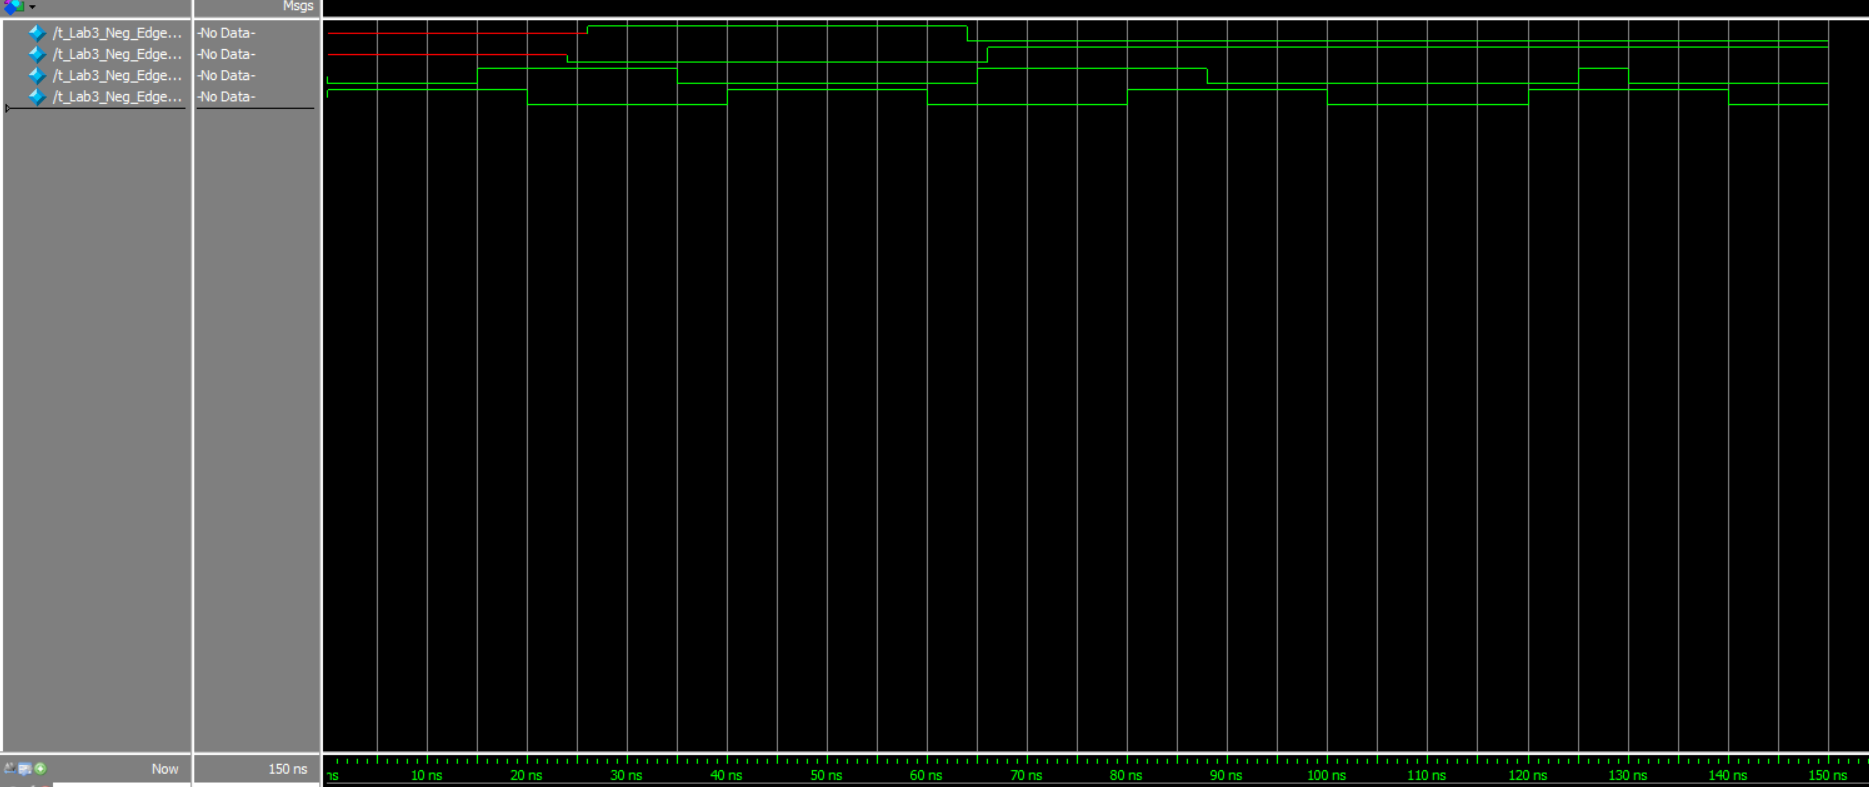 Msgs
/t_Lab3_Neg_Edge... -No Data-
/t_Lab3_Neg_Edge... -No Data-
/t_Lab3_Neg_Edge... -No Data-
/t_Lab3_Neg_Edge... -No Data-
Now 150 ns ns 10 ns 20 ns 30 ns 40 ns 50 ns 60 ns 70 ns 80 ns 90 ns 100 ns 110 ns 120 ns 130 ns 140 ns 150 ns